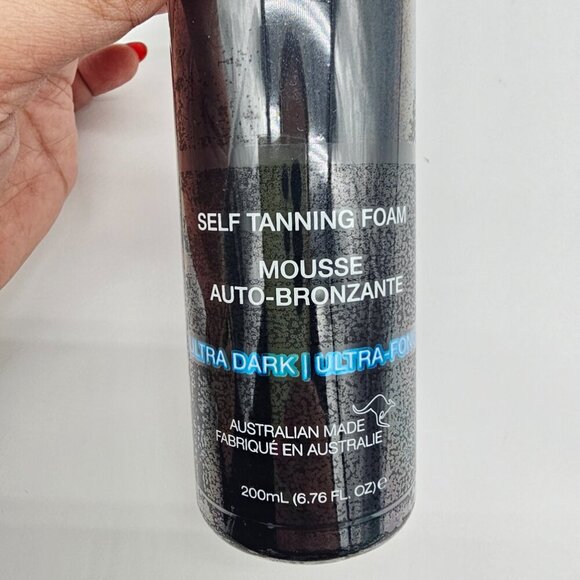 SELF TANNING FOAM
MOUSSE
AUTO-BRONZANTE
ULTRA DARK | ULTRA-FON
AUSTRALIAN MADE
FABRIQUÉ EN AUSTRALIE
200mL (6.76 FL. OZ) e